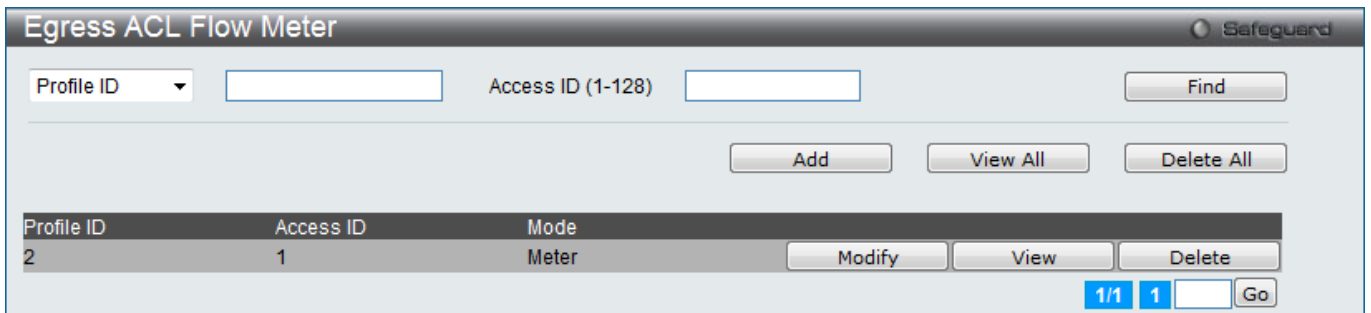 Egress ACL Flow Meter Safeguard
Profile ID Access ID (1-128) Find
Add View All Delete All
Profile ID Access ID Mode
2 1 Meter Modify View Delete
1/1 1 Go